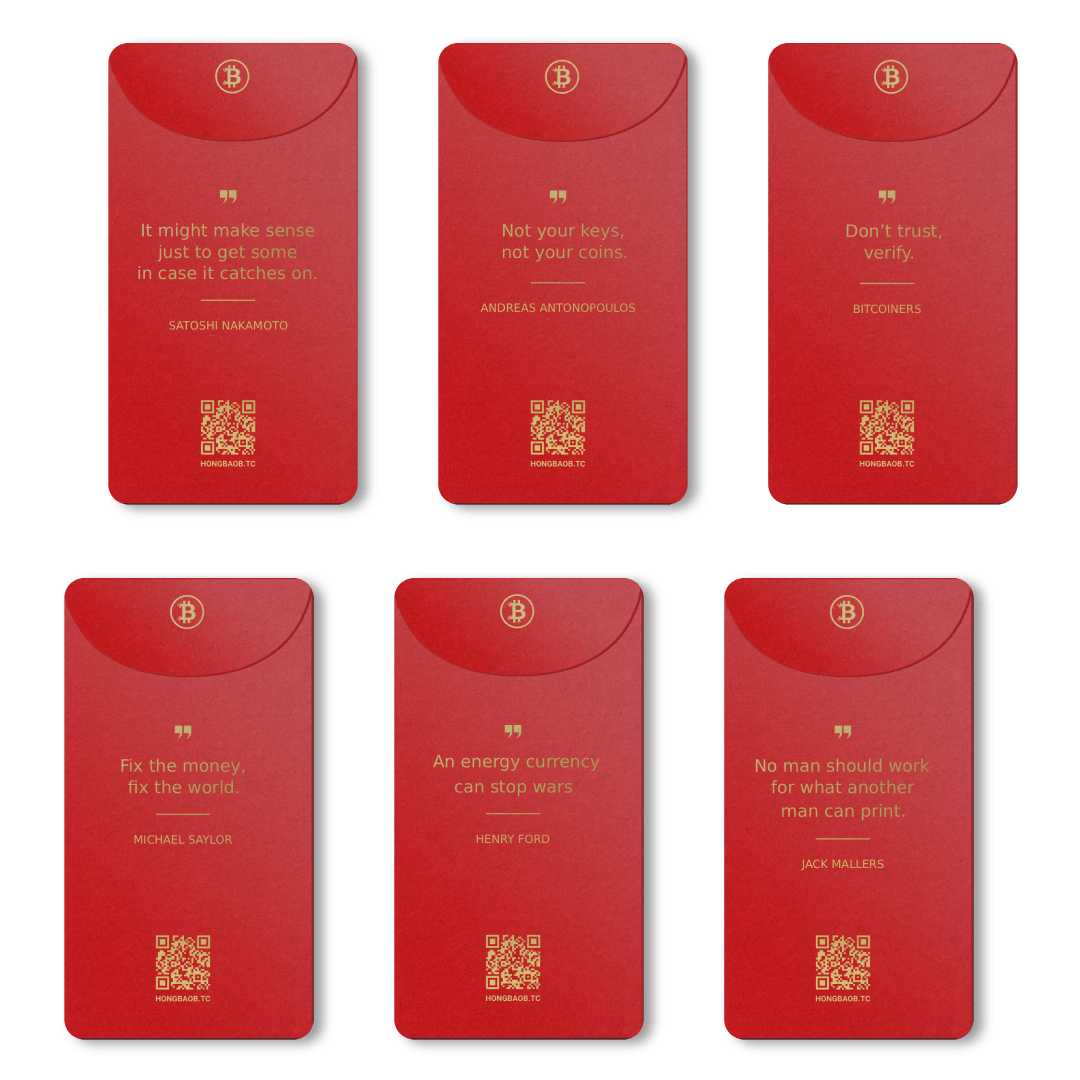 ❞
It might make sense
just to get some
in case it catches on.
SATOSHI NAKAMOTO
HONGBAOB.TC
❞
Not your keys,
not your coins.
ANDREAS ANTONOPOULOS
HONGBAOB.TC
❞
Don’t trust,
verify.
BITCOINERS
HONGBAOB.TC
❞
Fix the money,
fix the world.
MICHAEL SAYLOR
HONGBAOB.TC
❞
An energy currency
can stop wars
HENRY FORD
HONGBAOB.TC
❞
No man should work
for what another
man can print.
JACK MALLERS
HONGBAOB.TC